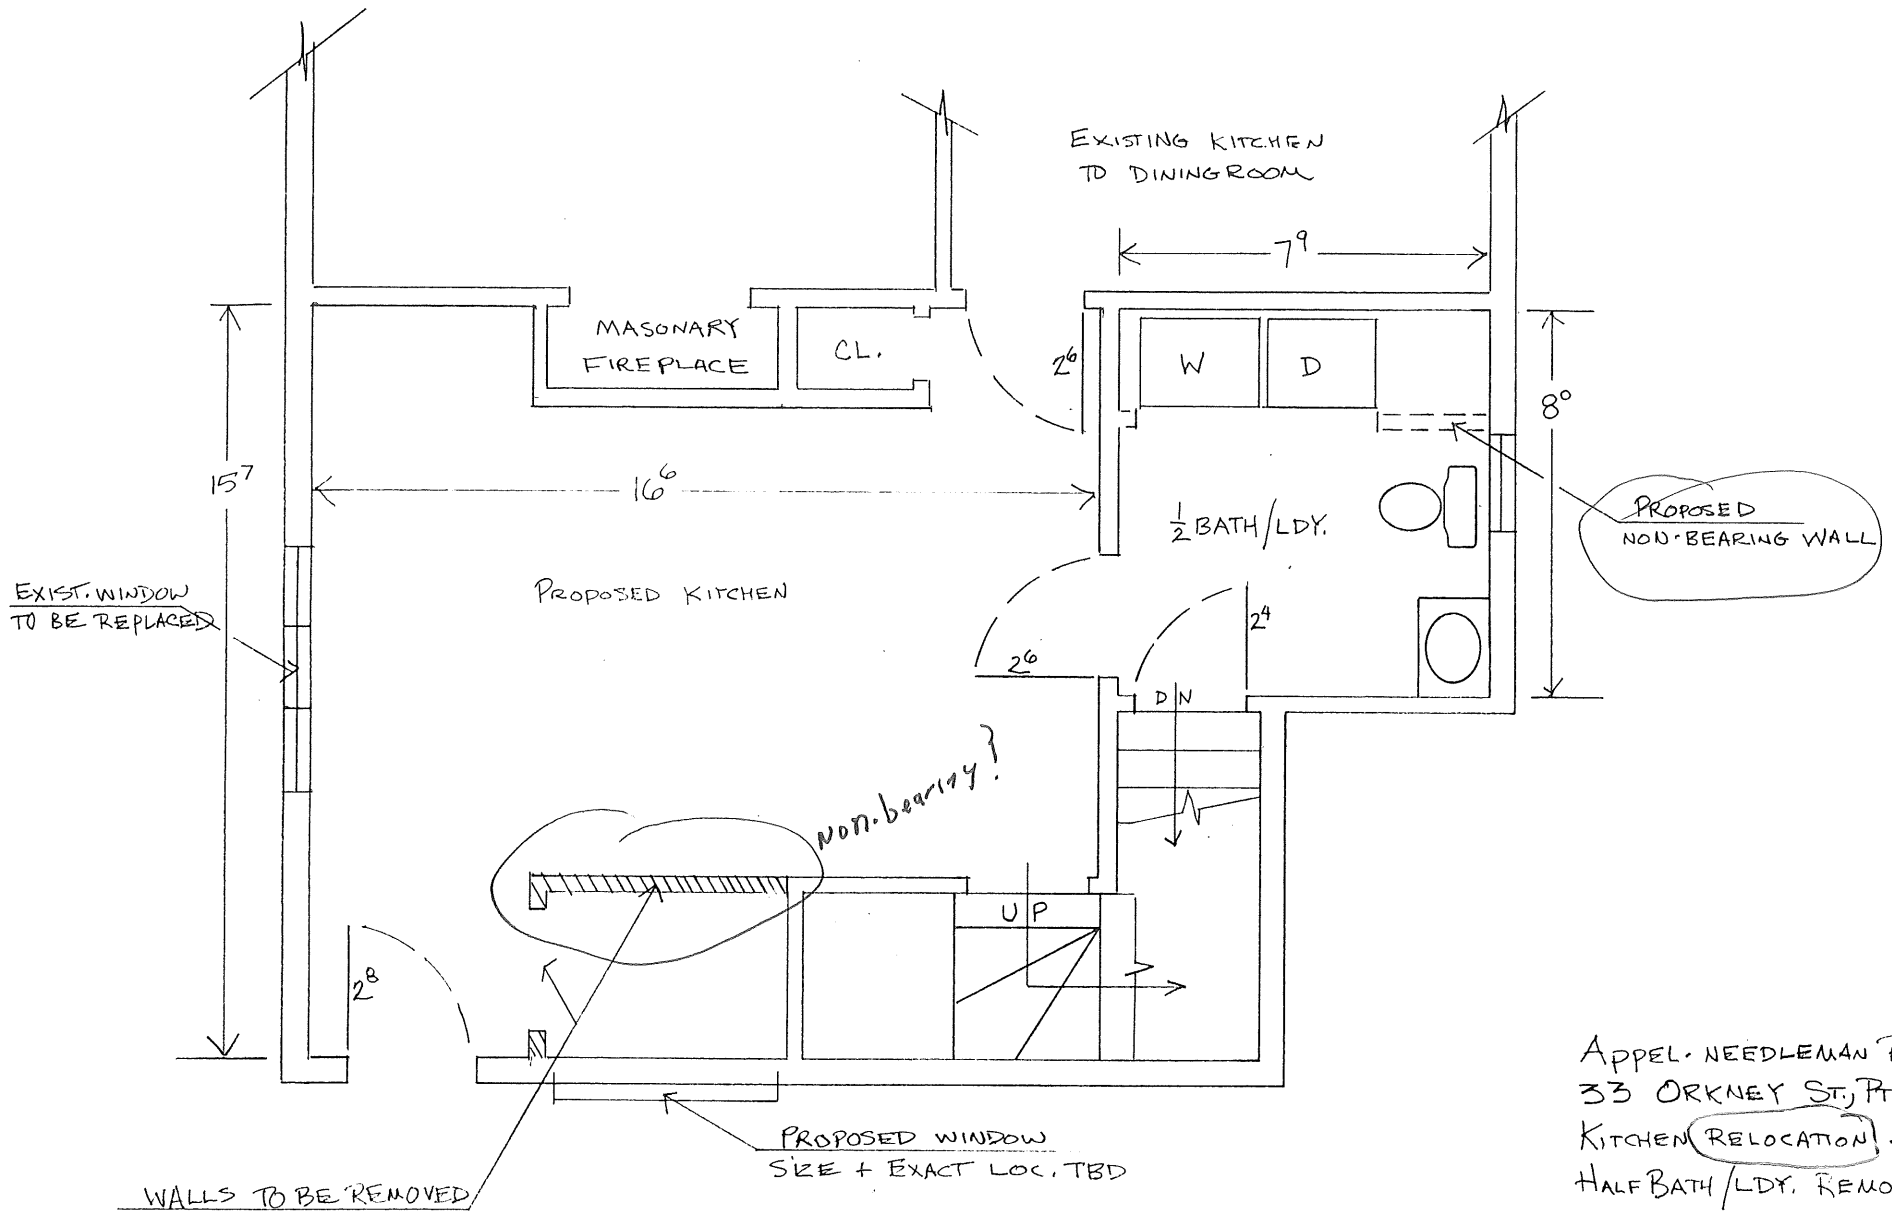 EXISTING KITCHEN
TO DININGROOM
7⁹
MASONARY
FIREPLACE
CL.
2⁶
W
D
8⁰
15⁷
16⁶
½ BATH/LDY.
PROPOSED
NON-BEARING WALL
EXIST. WINDOW
TO BE REPLACED
PROPOSED KITCHEN
2⁴
2⁶
DN
NON-bearing?
UP
2⁸
PROPOSED WINDOW
SIZE + EXACT LOC. TBD
WALLS TO BE REMOVED
APPEL-NEEDLEMAN
33 ORKNEY ST.,
KITCHEN RELOCATION
HALF BATH/LDY. REMO